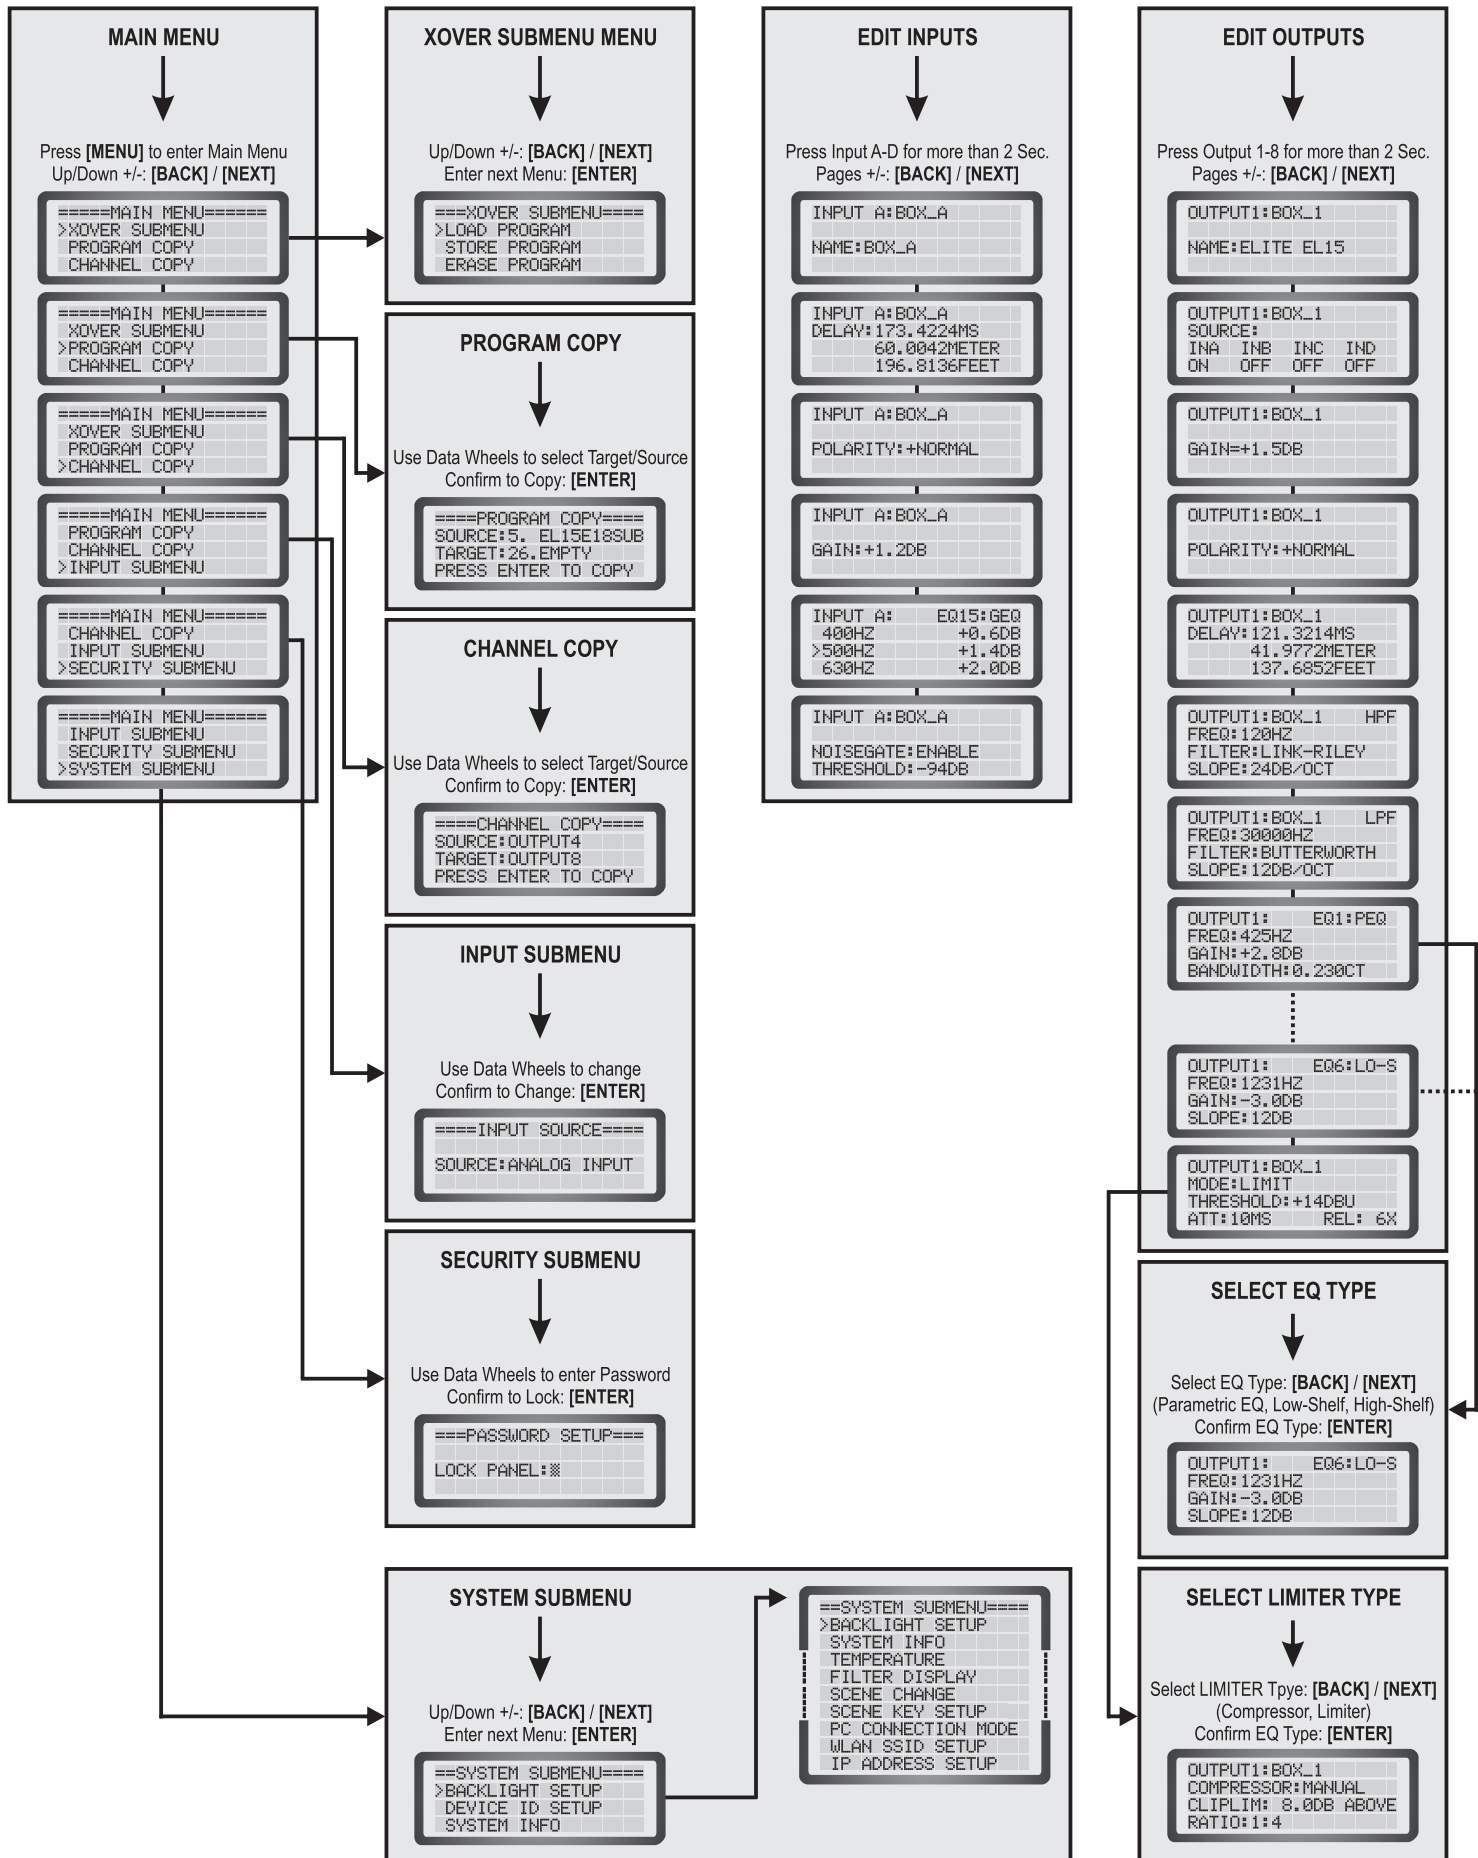 MAIN MENU
Press [MENU] to enter Main Menu
Up/Down +/-: [BACK] / [NEXT]
=====MAIN MENU======
>XOVER SUBMENU
PROGRAM COPY
CHANNEL COPY
=====MAIN MENU======
XOVER SUBMENU
>PROGRAM COPY
CHANNEL COPY
=====MAIN MENU======
XOVER SUBMENU
PROGRAM COPY
>CHANNEL COPY
=====MAIN MENU======
PROGRAM COPY
CHANNEL COPY
>INPUT SUBMENU
=====MAIN MENU======
CHANNEL COPY
INPUT SUBMENU
>SECURITY SUBMENU
=====MAIN MENU======
INPUT SUBMENU
SECURITY SUBMENU
>SYSTEM SUBMENU
XOVER SUBMENU MENU
Up/Down +/-: [BACK] / [NEXT]
Enter next Menu: [ENTER]
===XOVER SUBMENU====
>LOAD PROGRAM
STORE PROGRAM
ERASE PROGRAM
PROGRAM COPY
Use Data Wheels to select Target/Source
Confirm to Copy: [ENTER]
====PROGRAM COPY====
SOURCE:5. EL15E18SUB
TARGET:26.EMPTY
PRESS ENTER TO COPY
CHANNEL COPY
Use Data Wheels to select Target/Source
Confirm to Copy: [ENTER]
====CHANNEL COPY====
SOURCE:OUTPUT4
TARGET:OUTPUT8
PRESS ENTER TO COPY
INPUT SUBMENU
Use Data Wheels to change
Confirm to Change: [ENTER]
====INPUT SOURCE====
SOURCE:ANALOG INPUT
SECURITY SUBMENU
Use Data Wheels to enter Password
Confirm to Lock: [ENTER]
===PASSWORD SETUP===
LOCK PANEL:▒
SYSTEM SUBMENU
Up/Down +/-: [BACK] / [NEXT]
Enter next Menu: [ENTER]
==SYSTEM SUBMENU====
>BACKLIGHT SETUP
DEVICE ID SETUP
SYSTEM INFO
==SYSTEM SUBMENU====
>BACKLIGHT SETUP
SYSTEM INFO
TEMPERATURE
FILTER DISPLAY
SCENE CHANGE
SCENE KEY SETUP
PC CONNECTION MODE
WLAN SSID SETUP
IP ADDRESS SETUP
EDIT INPUTS
Press Input A-D for more than 2 Sec.
Pages +/-: [BACK] / [NEXT]
INPUT A:BOX_A
NAME:BOX_A
INPUT A:BOX_A
DELAY:173.4224MS
60.0042METER
196.8136FEET
INPUT A:BOX_A
POLARITY:+NORMAL
INPUT A:BOX_A
GAIN:+1.2DB
INPUT A: EQ15:GEQ
400HZ +0.6DB
>500HZ +1.4DB
630HZ +2.0DB
INPUT A:BOX_A
NOISEGATE:ENABLE
THRESHOLD:-94DB
EDIT OUTPUTS
Press Output 1-8 for more than 2 Sec.
Pages +/-: [BACK] / [NEXT]
OUTPUT1:BOX_1
NAME:ELITE EL15
OUTPUT1:BOX_1
SOURCE:
INA INB INC IND
ON OFF OFF OFF
OUTPUT1:BOX_1
GAIN=+1.5DB
OUTPUT1:BOX_1
POLARITY:+NORMAL
OUTPUT1:BOX_1
DELAY:121.3214MS
41.9772METER
137.6852FEET
OUTPUT1:BOX_1 HPF
FREQ:120HZ
FILTER:LINK-RILEY
SLOPE:24DB/OCT
OUTPUT1:BOX_1 LPF
FREQ:30000HZ
FILTER:BUTTERWORTH
SLOPE:12DB/OCT
OUTPUT1: EQ1:PEQ
FREQ:425HZ
GAIN:+2.8DB
BANDWIDTH:0.230CT
OUTPUT1: EQ6:LO-S
FREQ:1231HZ
GAIN:-3.0DB
SLOPE:12DB
OUTPUT1:BOX_1
MODE:LIMIT
THRESHOLD:+14DBU
ATT:10MS REL: 6X
SELECT EQ TYPE
Select EQ Type: [BACK] / [NEXT]
(Parametric EQ, Low-Shelf, High-Shelf)
Confirm EQ Type: [ENTER]
OUTPUT1: EQ6:LO-S
FREQ:1231HZ
GAIN:-3.0DB
SLOPE:12DB
SELECT LIMITER TYPE
Select LIMITER Tpye: [BACK] / [NEXT]
(Compressor, Limiter)
Confirm EQ Type: [ENTER]
OUTPUT1:BOX_1
COMPRESSOR:MANUAL
CLIPLIM: 8.0DB ABOVE
RATIO:1:4